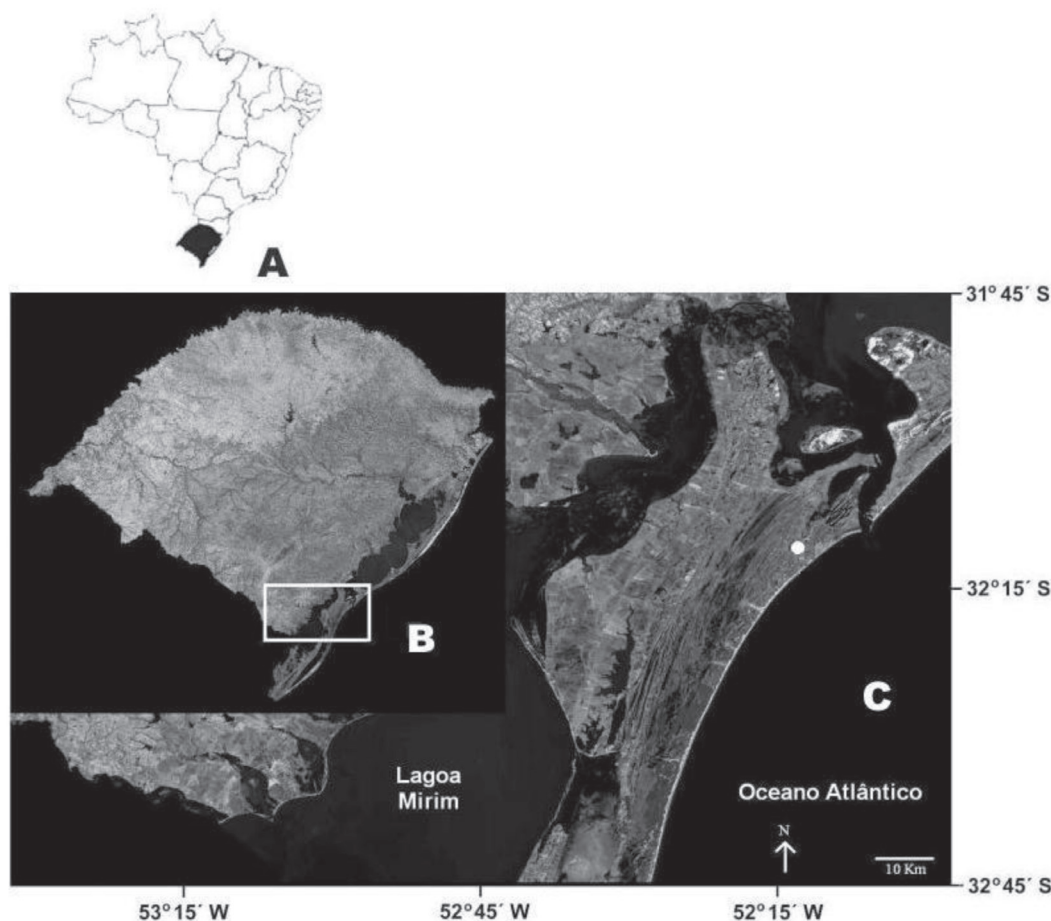 A
31°45´ S
B
32°15´ S
C
Lagoa
Mirim
Oceano Atlântico
N
10 Km
32°45´ S
53°15´ W
52°45´ W
52°15´ W